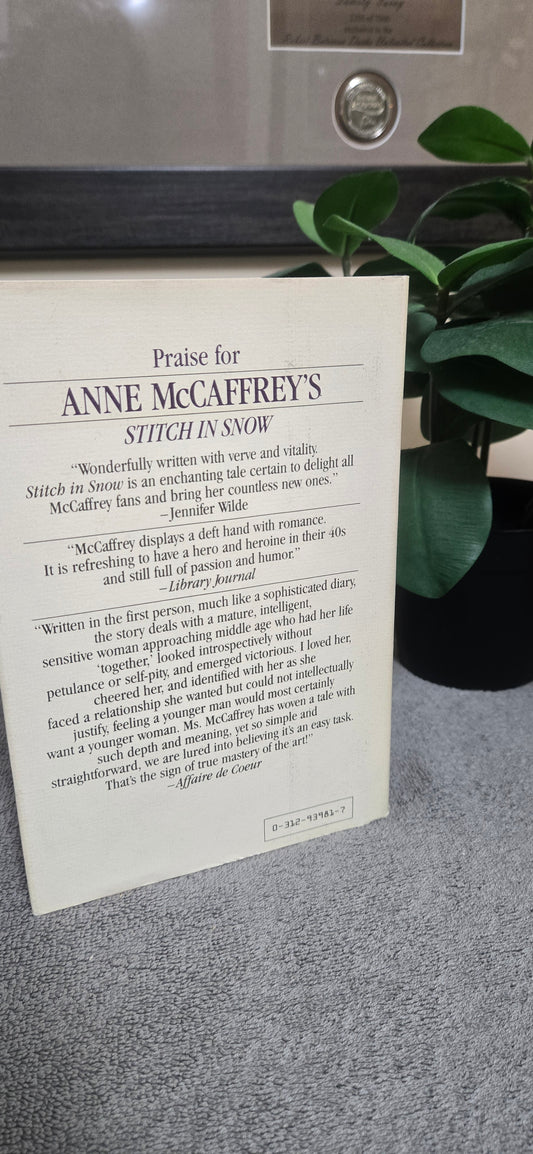 Family Swing
Praise for
ANNE McCAFFREY'S
STITCH IN SNOW
“Wonderfully written with verve and vitality.
Stitch in Snow is an enchanting tale certain to delight all
McCaffrey fans and bring her countless new ones.”
–Jennifer Wilde
“McCaffrey displays a deft hand with romance.
It is refreshing to have a hero and heroine in their 40s
and still full of passion and humor.”
–Library Journal
“Written in the first person, much like a sophisticated diary,
the story deals with a mature, intelligent,
sensitive woman approaching middle age who had her life
‘together,’ looked introspectively without
petulance or self-pity, and emerged victorious. I loved her,
cheered her, and identified with her as she
faced a relationship she wanted but could not intellectually
justify, feeling a younger man would most certainly
want a younger woman. Ms. McCaffrey has woven a tale with
such depth and meaning, yet so simple and
straightforward, we are lured into believing it's an easy task.
That's the sign of true mastery of the art!”
–Affaire de Coeur
0-312-93981-7